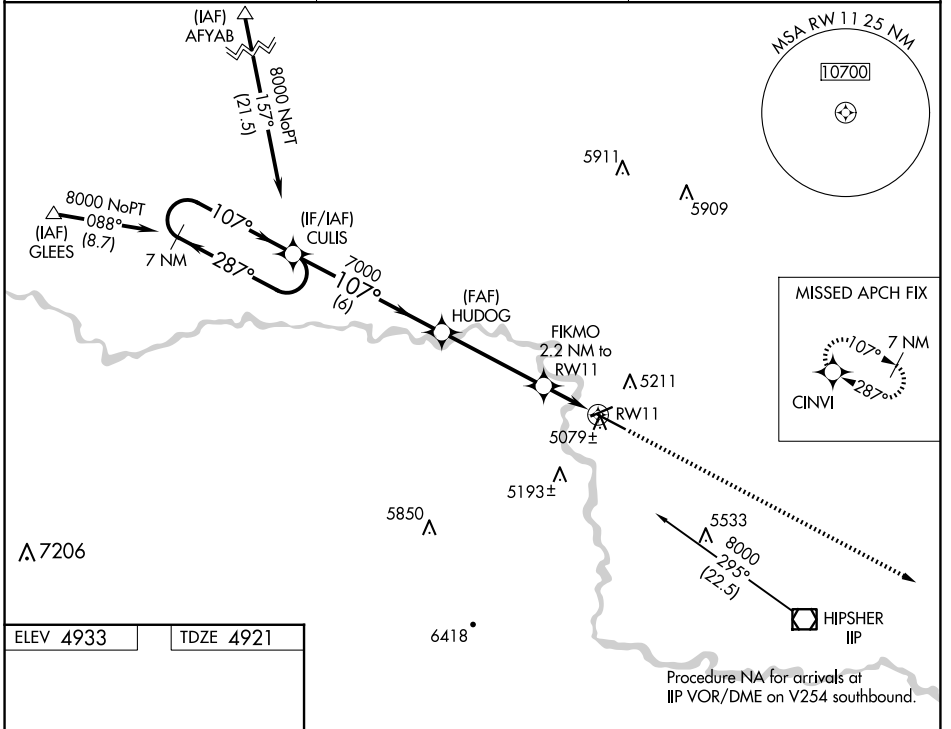 (IAF)
AFYAB
8000 NoPT
157°
(21.5)
MSA RW 11 25 NM
10700
5911
5909
8000 NoPT
088°
(8.7)
(IAF)
GLEES
107°
287°
7 NM
(IF/IAF)
CULIS
7000
107°
(6)
(FAF)
HUDOG
FIKMO
2.2 NM to
RW11
5211
RW11
5079±
5193±
MISSED APCH FIX
107°
7 NM
287°
CINVI
5850
7206
5533
8000
295°
(22.5)
HIPSHER
IIP
6418
ELEV 4933
TDZE 4921
Procedure NA for arrivals at
IIP VOR/DME on V254 southbound.